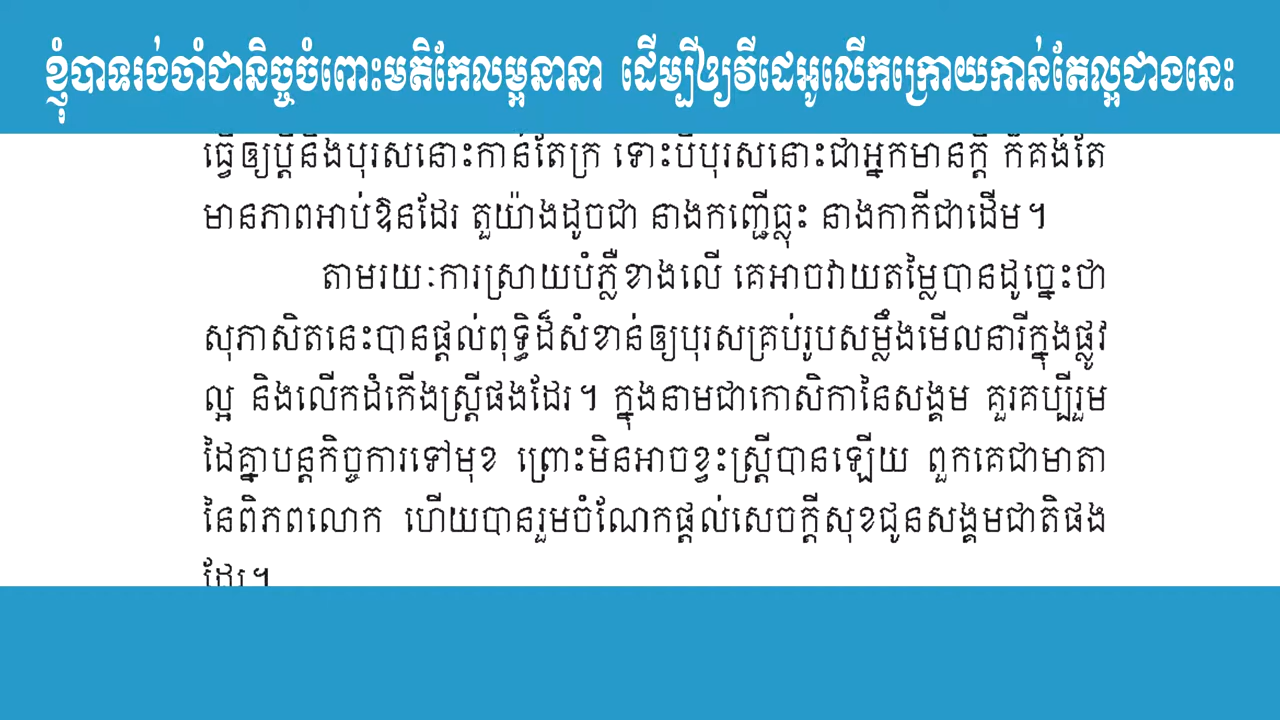 ខ្ញុំបាទរង់ចាំជានិច្ចចំពោះមតិកែលម្អនានា ដើម្បីឲ្យវីដេអូលើកក្រោយកាន់តែល្អជាងនេះ
ធ្វើឲ្យប្ដីនិងបុរសនោះកាន់តែក្រ ទោះបីបុរសនោះជាអ្នកមានក្ដី ក៏គង់តែ
មានភាពអាប់ឱនដែរ តួយ៉ាងដូចជា នាងកញ្ជើធ្លុះ នាងកាកីជាដើម។
តាមរយៈការស្រាយបំភ្លឺខាងលើ គេអាចវាយតម្លៃបានដូច្នេះថា
សុភាសិតនេះបានផ្ដល់ពុទ្ធិដ៏សំខាន់ឲ្យបុរសគ្រប់រូបសម្លឹងមើលនារីក្នុងផ្លូវ
ល្អ និងលើកដំកើងស្ត្រីផងដែរ។ ក្នុងនាមជាកោសិកានៃសង្គម គួរគប្បីរួម
ដៃគ្នាបន្តកិច្ចការទៅមុខ ព្រោះមិនអាចខ្វះស្ត្រីបានឡើយ ពួកគេជាមាតា
នៃពិភពលោក ហើយបានរួមចំណែកផ្ដល់សេចក្ដីសុខជូនសង្គមជាតិផង
ដែរ។